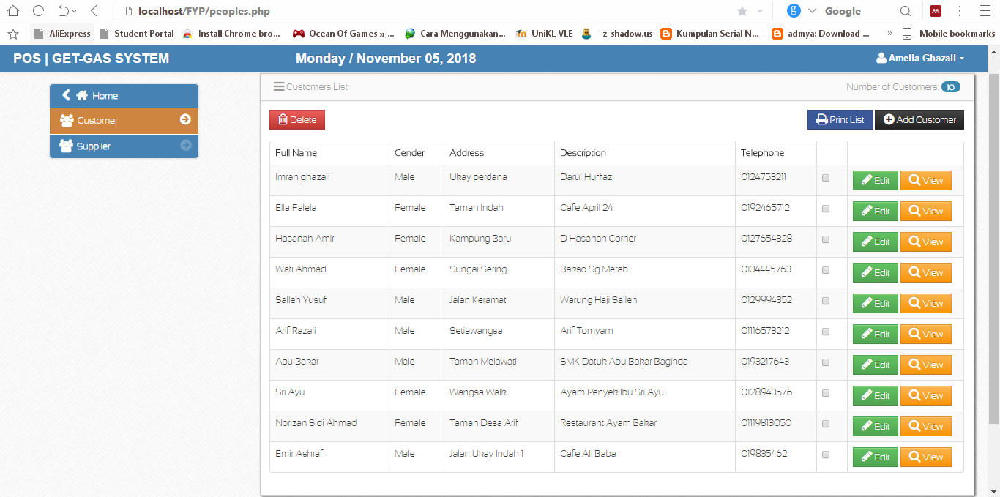 localhost/FYP/peoples.php
Google
AliExpress Student Portal Install Chrome bro... Ocean Of Games » ... Cara Menggunakan... UniKL VLE - z-shadow.us Kumpulan Serial N... admya: Download ... » Mobile bookmarks
POS | GET-GAS SYSTEM Monday / November 05, 2018 Amelia Ghazali
Home
Customer
Supplier
Customers List Number of Customers: 10
Delete Print List Add Customer
Full Name Gender Address Description Telephone
Imran ghazali Male Ukay perdana Darul Huffaz 0124753211 Edit View
Ella Falela Female Taman Indah Cafe April 24 0192465712 Edit View
Hasanah Amir Female Kampung Baru D Hasanah Corner 0127654328 Edit View
Wati Ahmad Female Sungai Sering Bakso Sg Merab 0134445763 Edit View
Salleh Yusuf Male Jalan Keramat Warung Haji Salleh 0129994352 Edit View
Arif Razali Male Setiawangsa Arif Tomyam 01116573212 Edit View
Abu Bakar Male Taman Melawati SMK Datuk Abu Bakar Baginda 0193217643 Edit View
Sri Ayu Female Wangsa Walk Ayam Penyek Ibu Sri Ayu 0128943576 Edit View
Norizan Sidi Ahmad Female Taman Desa Arif Restaurant Ayam Bakar 01119813050 Edit View
Emir Ashraf Male Jalan Ukay Indah 1 Cafe Ali Baba 019835462 Edit View